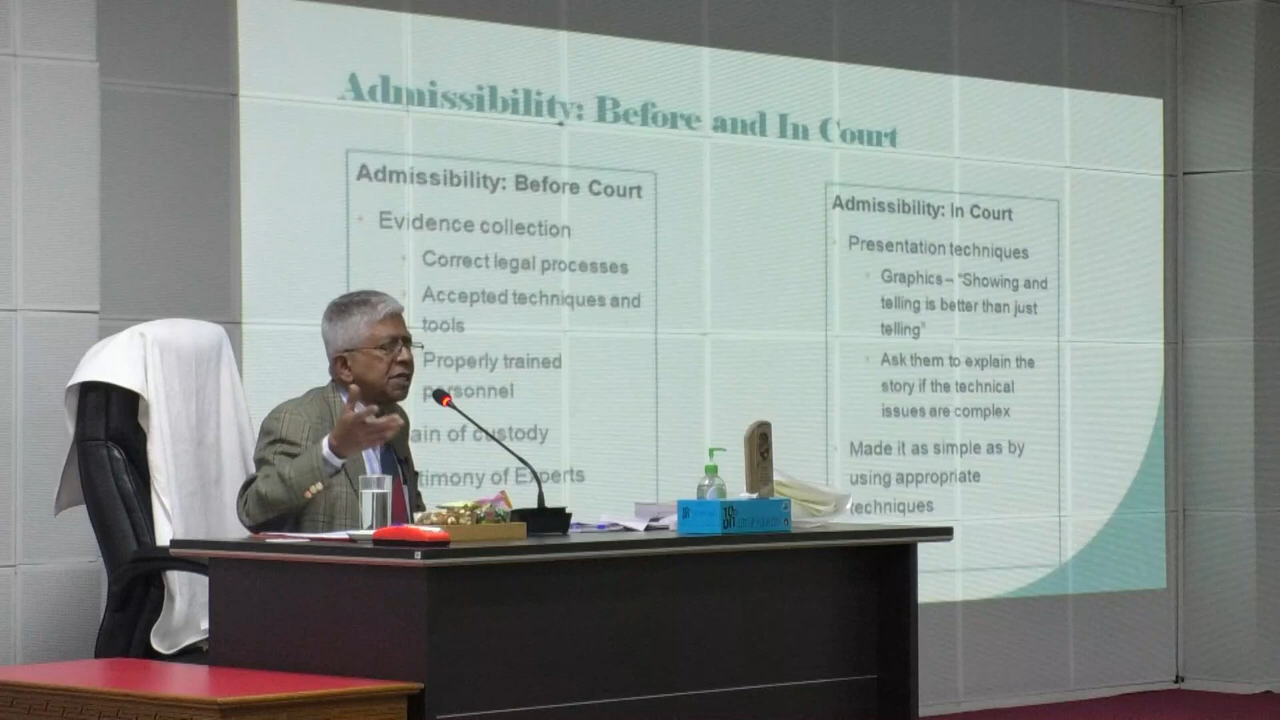 Admissibility: Before and In Court
Admissibility: Before Court
Evidence collection
Correct legal processes
Accepted techniques and
tools
Properly trained
personnel
ain of custody
timony of Experts
Admissibility: In Court
Presentation techniques
Graphics – "Showing and
telling is better than just
telling"
Ask them to explain the
story if the technical
issues are complex
Made it as simple as by
using appropriate
techniques